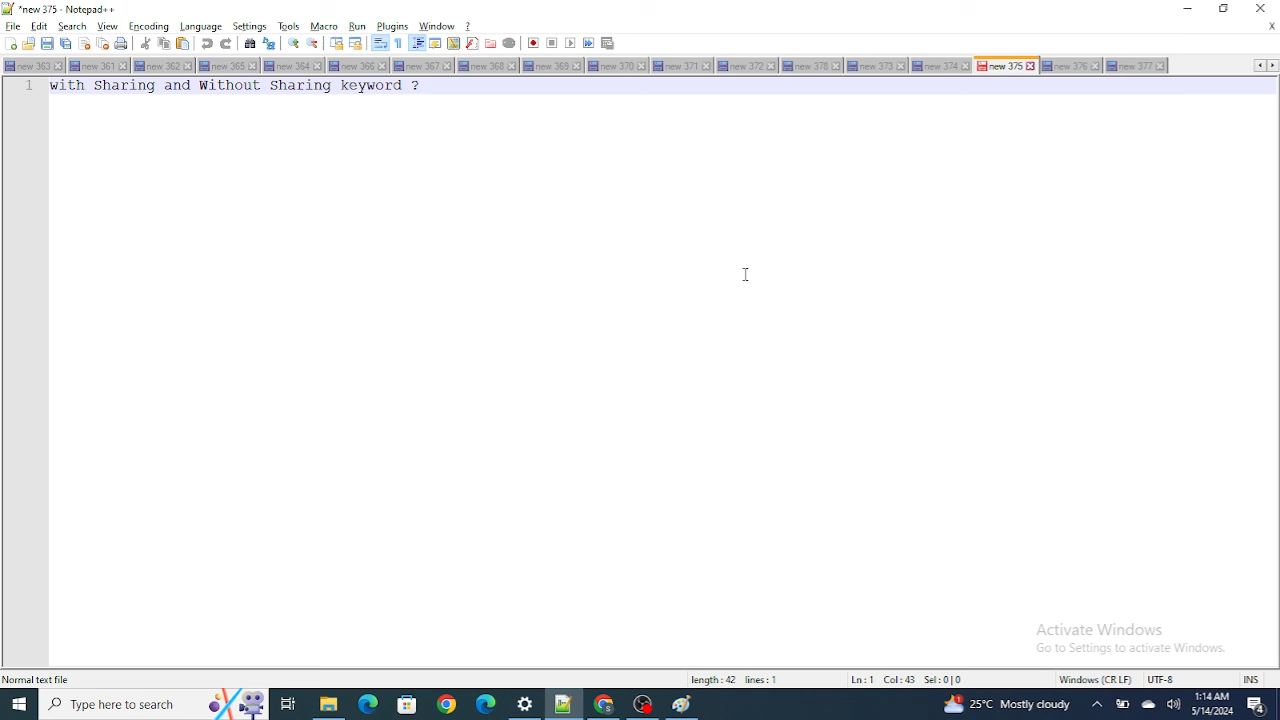 *new 375 - Notepad++
File Edit Search View Encoding Language Settings Tools Macro Run Plugins Window ?
new 363 new 361 new 362 new 365 new 364 new 366 new 367 new 368 new 369 new 370 new 371 new 372 new 378 new 373 new 374 new 375 new 376 new 377
1 with Sharing and Without Sharing keyword ?
Activate Windows
Go to Settings to activate Windows.
Normal text file length: 42 lines: 1 Ln: 1 Col: 43 Sel: 0 | 0 Windows (CR LF) UTF-8 INS
Type here to search 25°C Mostly cloudy 1:14 AM
5/14/2024 4